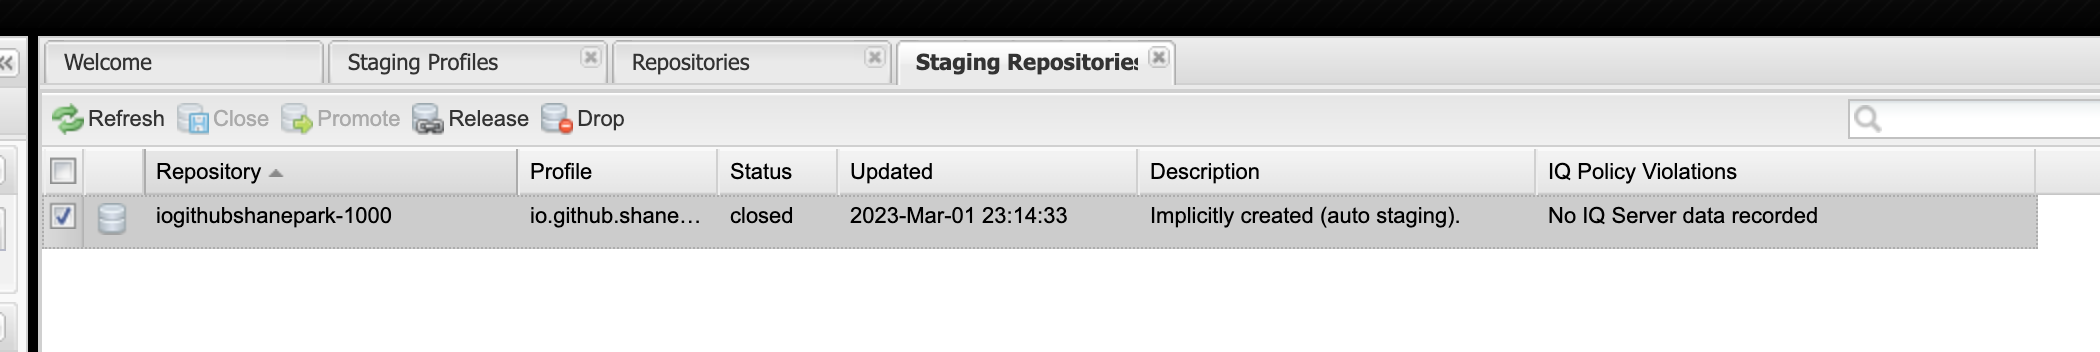 Welcome Staging Profiles Repositories Staging Repositories
Refresh Close Promote Release Drop
Repository Profile Status Updated Description IQ Policy Violations
iogithubshanepark-1000 io.github.shane... closed 2023-Mar-01 23:14:33 Implicitly created (auto staging). No IQ Server data recorded